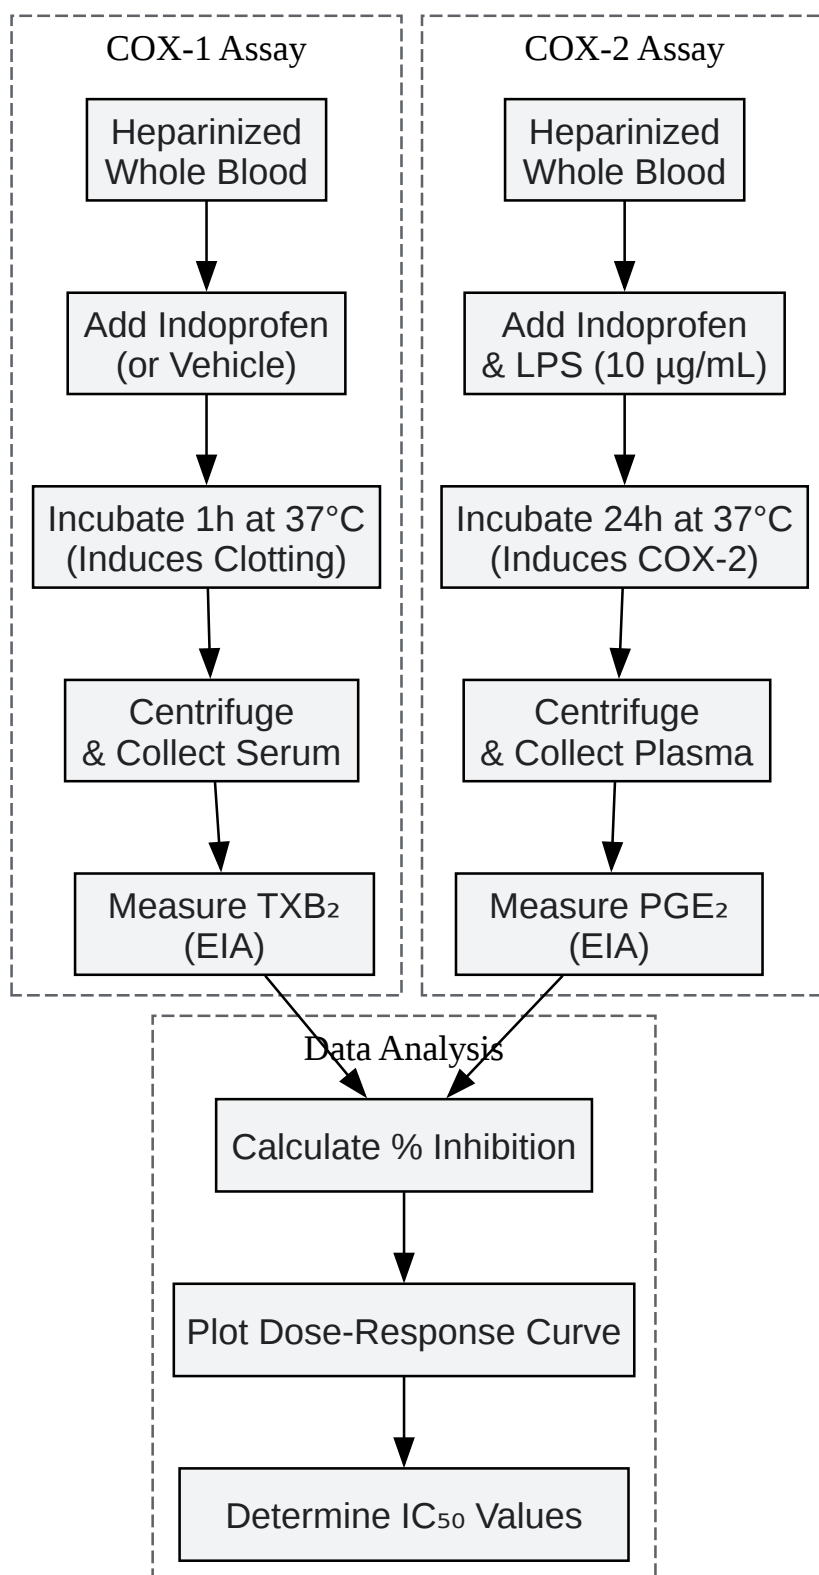 COX-1 Assay
Heparinized
Whole Blood
Add Indoprofen
(or Vehicle)
Incubate 1h at 37°C
(Induces Clotting)
Centrifuge
& Collect Serum
Measure TXB₂
(EIA)
COX-2 Assay
Heparinized
Whole Blood
Add Indoprofen
& LPS (10 µg/mL)
Incubate 24h at 37°C
(Induces COX-2)
Centrifuge
& Collect Plasma
Measure PGE₂
(EIA)
Data Analysis
Calculate % Inhibition
Plot Dose-Response Curve
Determine IC₅₀ Values